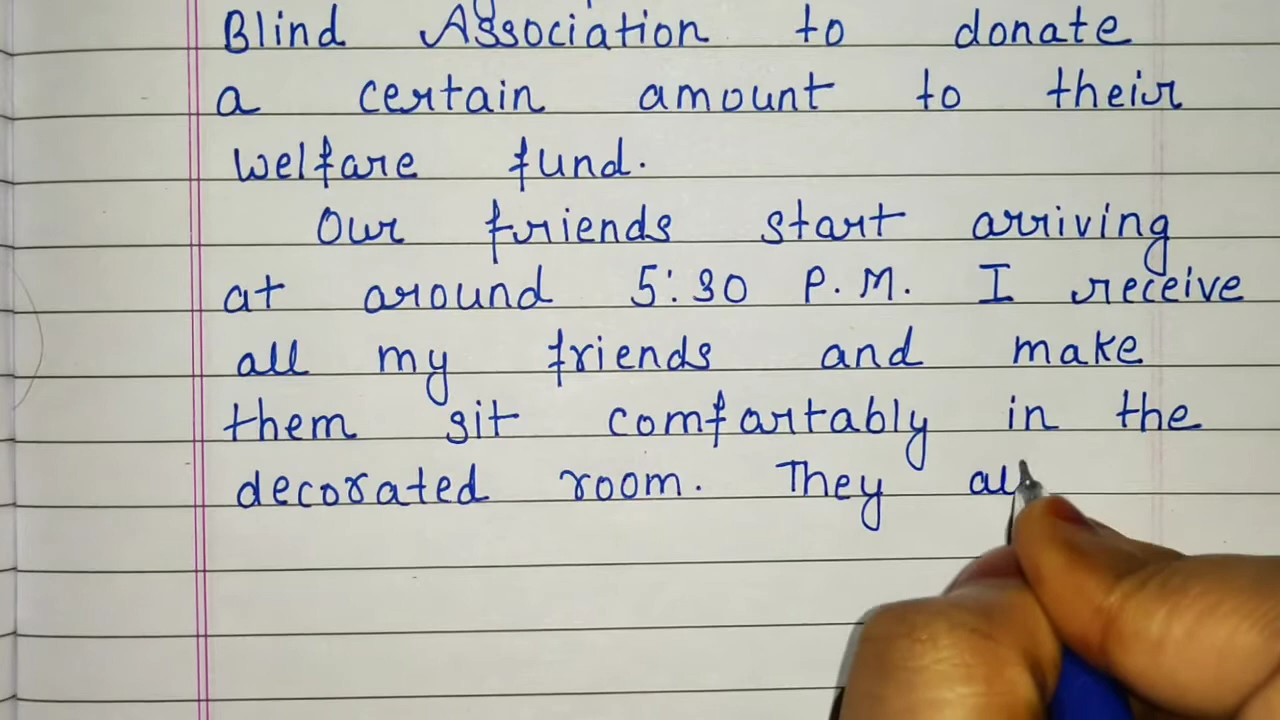 Blind Association to donate
a certain amount to their
welfare fund.
Our friends start arriving
at around 5:30 P.M. I receive
all my friends and make
them sit comfartably in the
decorated room. They